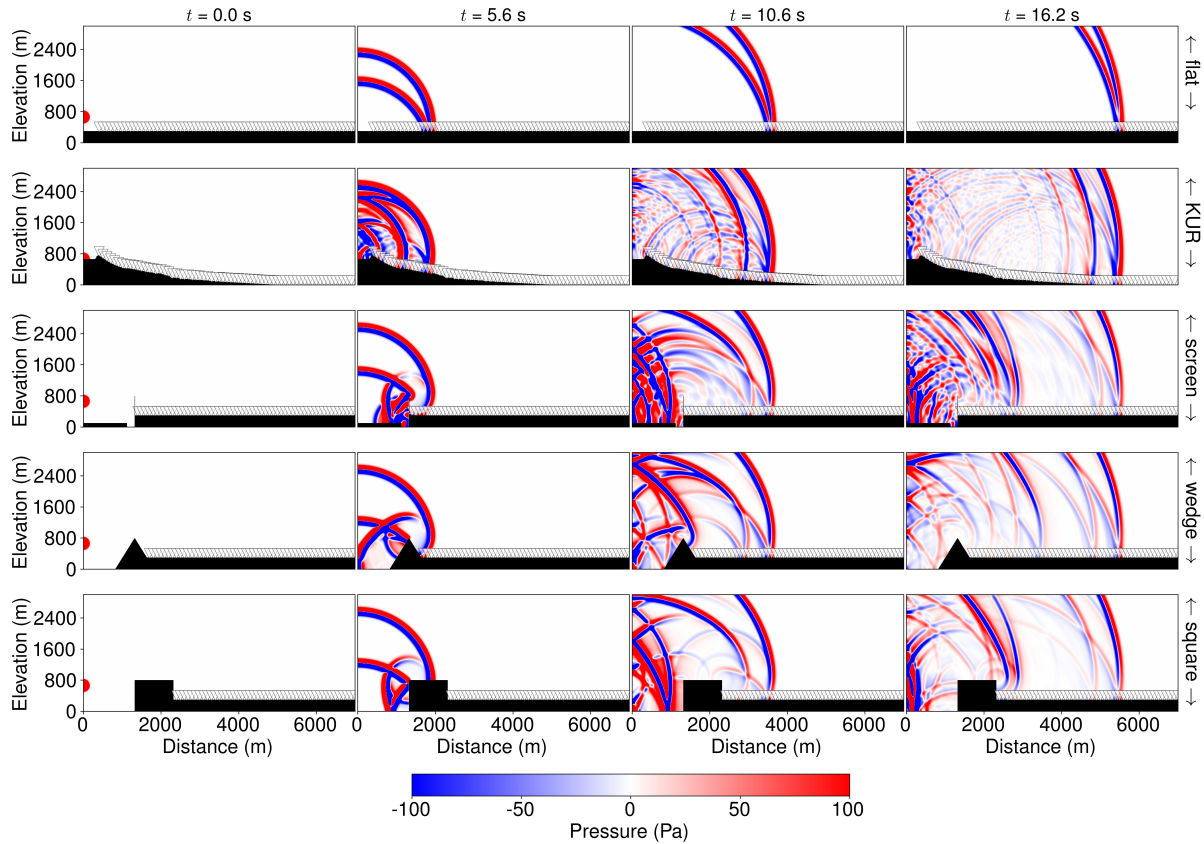 t = 0.0 s
t = 5.6 s
t = 10.6 s
t = 16.2 s
Elevation (m)
2400
1600
800
0
← flat →
Elevation (m)
2400
1600
800
0
← KUR →
Elevation (m)
2400
1600
800
0
← screen →
Elevation (m)
2400
1600
800
0
← wedge →
Elevation (m)
2400
1600
800
0
← square →
0 2000 4000 6000
0 2000 4000 6000
0 2000 4000 6000
0 2000 4000 6000
Distance (m)
Distance (m)
Distance (m)
Distance (m)
-100 -50 0 50 100
Pressure (Pa)